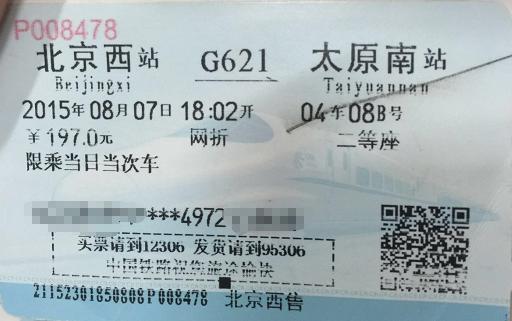 P008478
北京西站 G621 太原南站
Beijingxi Taiyuannan
2015年08月07日 18:02开 04车08B号
￥197.0元 网折 二等座
限乘当日当次车
***4972
买票请到12306 发货请到95306
中国铁路祝您旅途愉快
21152301850808P008478 北京西售